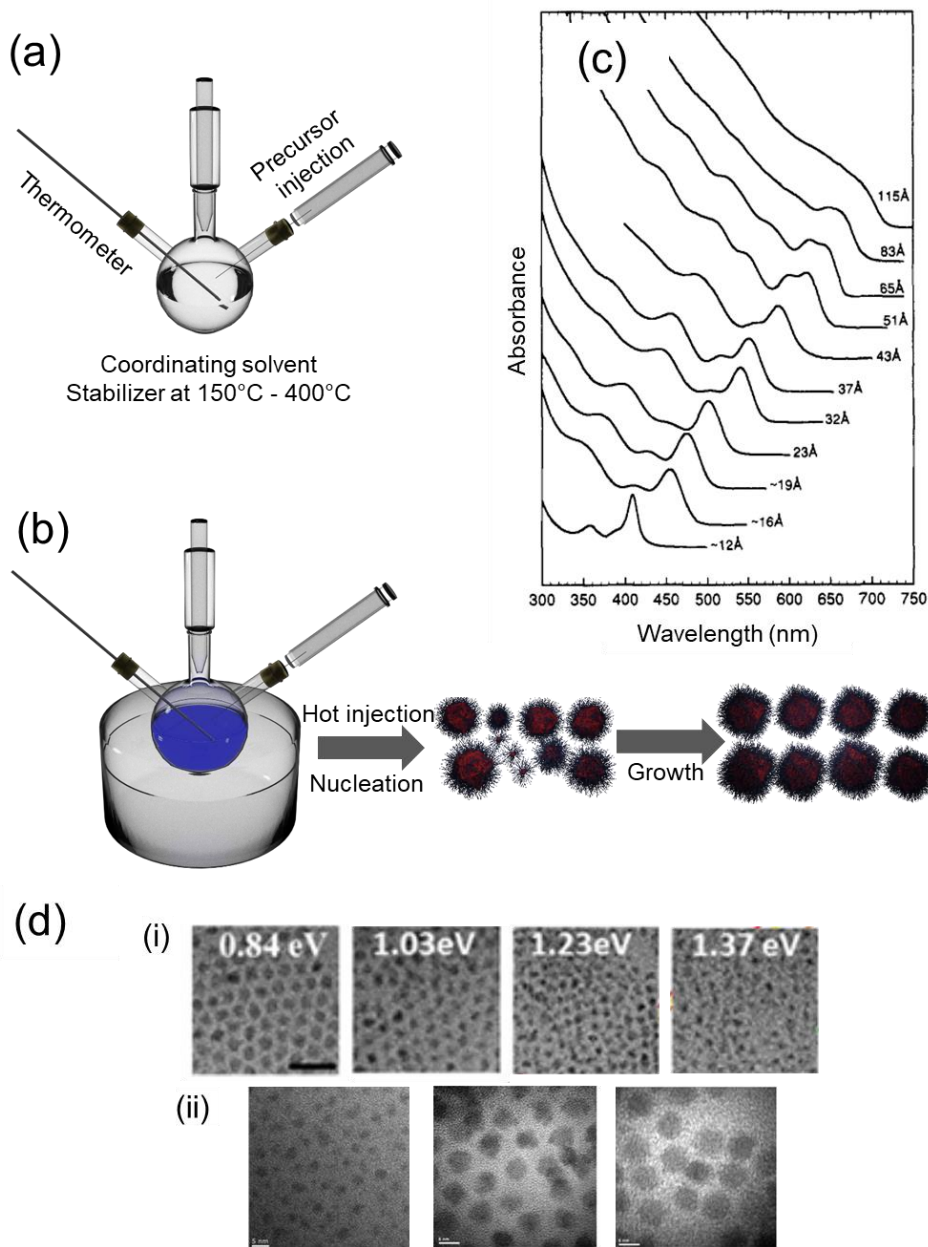 (a)
Thermometer
Precursor
injection
Coordinating solvent
Stabilizer at 150°C - 400°C
(c)
Absorbance
115Å
83Å
65Å
51Å
43Å
37Å
32Å
23Å
~19Å
~16Å
~12Å
300 350 400 450 500 550 600 650 700 750
Wavelength (nm)
(b)
Hot injection
Nucleation
Growth
(d)
(i)
0.84 eV
1.03eV
1.23eV
1.37 eV
(ii)
5 nm